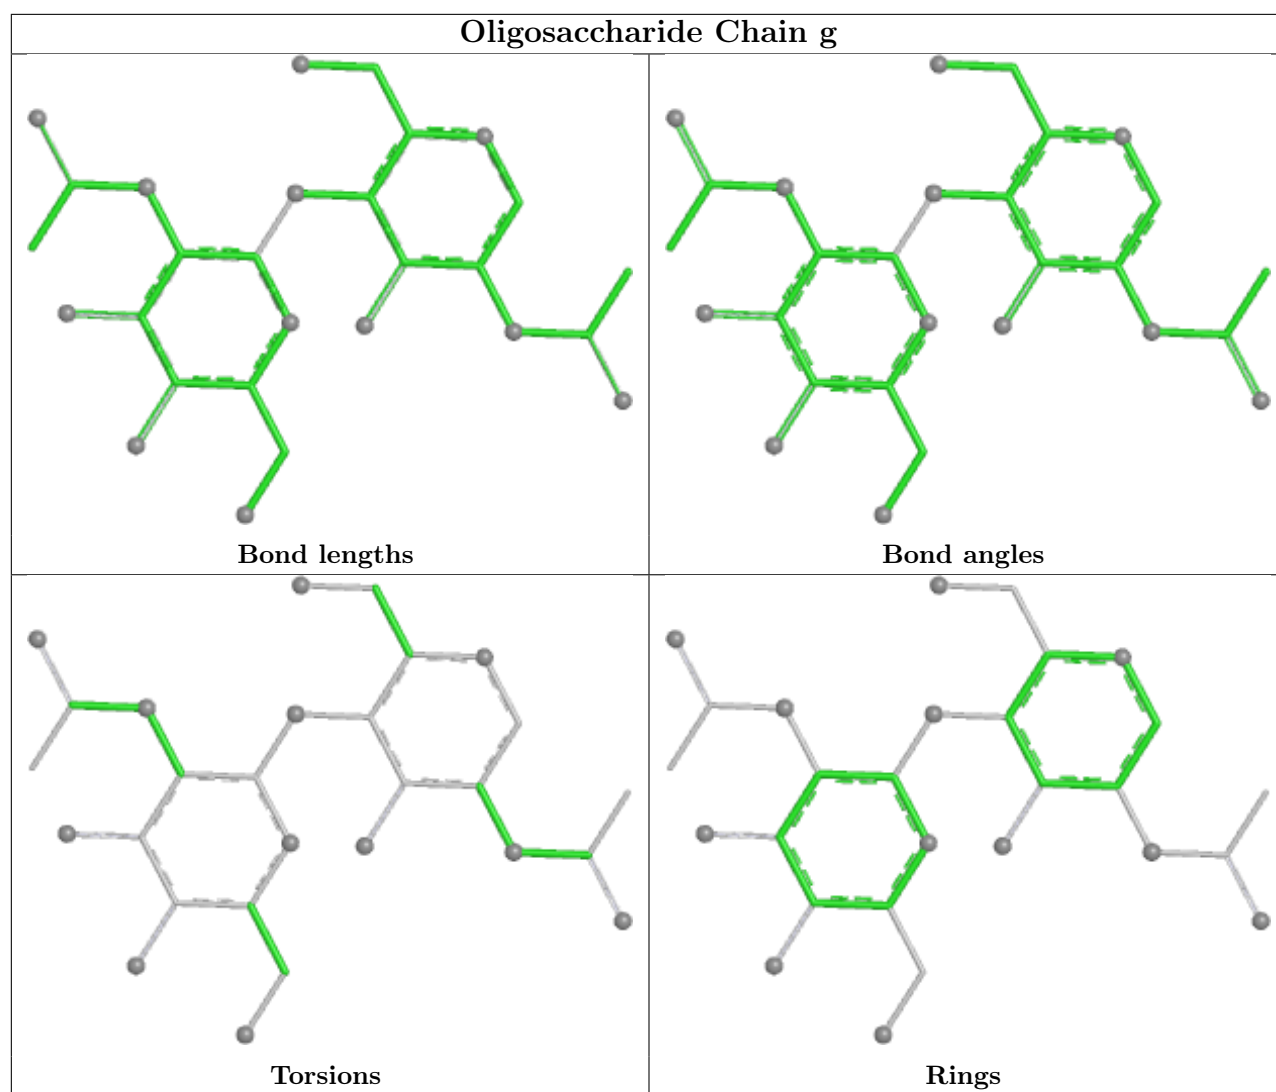 Oligosaccharide Chain g
Bond lengths
Bond angles
Torsions
Rings